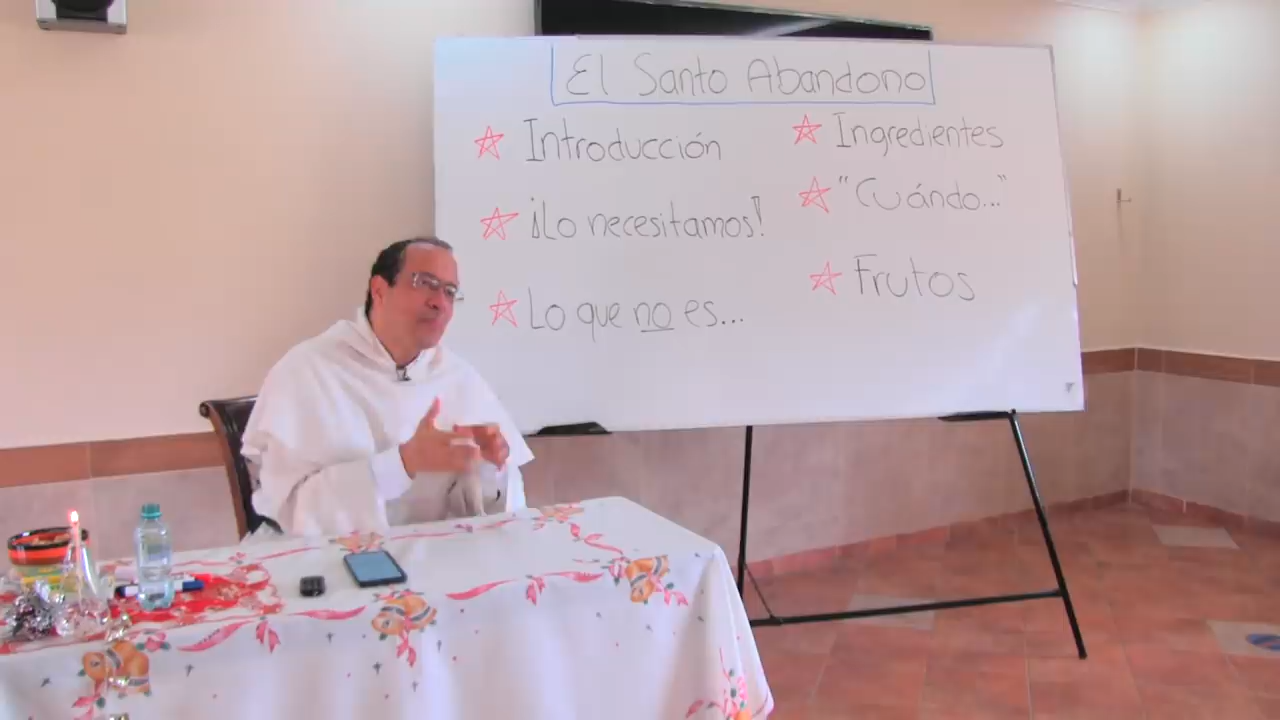 El Santo Abandono
Introducción
¡Lo necesitamos!
Lo que no es...
Ingredientes
"Cuándo..."
Frutos